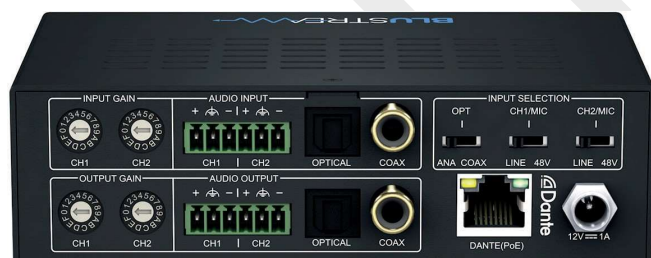 BLUSTREAM
INPUT GAIN
AUDIO INPUT
INPUT SELECTION
0123456789ABCDEF
0123456789ABCDEF
+ - + -
OPT
CH1/MIC
CH2/MIC
CH1
CH2
CH1 | CH2
OPTICAL
COAX
ANA COAX
LINE 48V
LINE 48V
OUTPUT GAIN
AUDIO OUTPUT
0123456789ABCDEF
0123456789ABCDEF
+ - + -
CH1
CH2
CH1 | CH2
OPTICAL
COAX
DANTE(PoE)
Dante
12V⎓1A